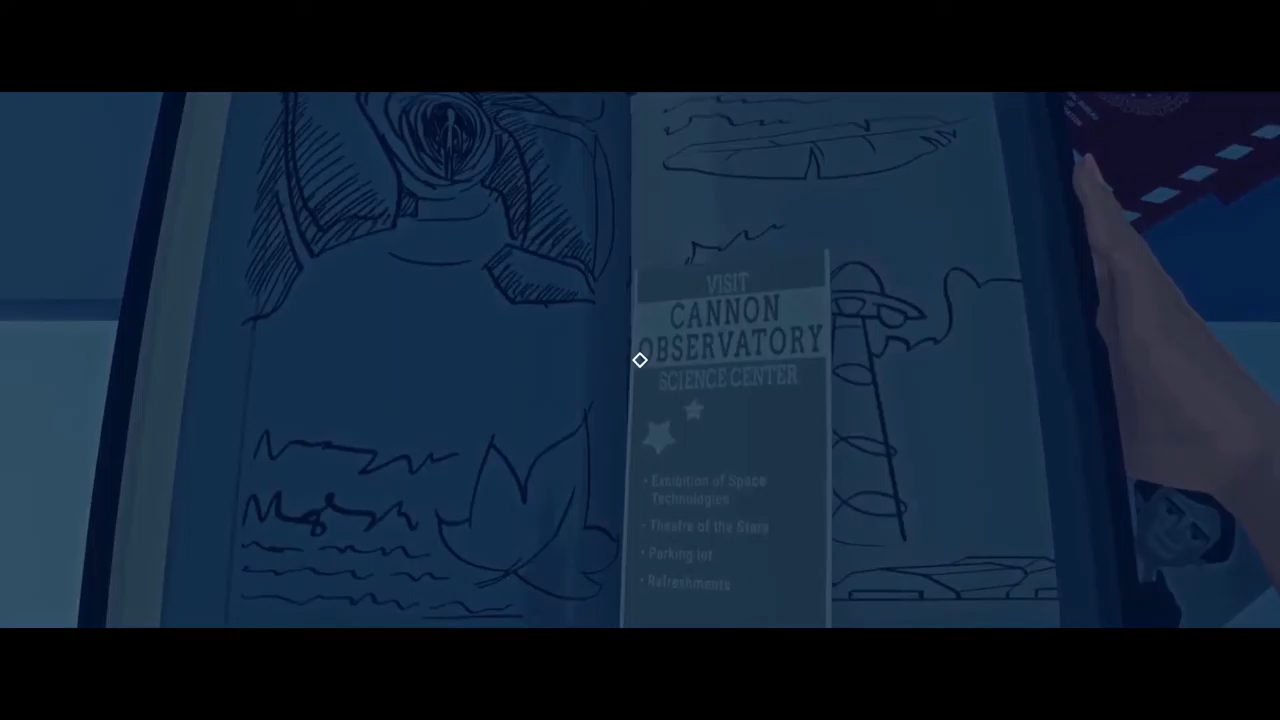 VISIT
CANNON
OBSERVATORY
SCIENCE CENTER
• Exhibition of Space
Technologies
• Theatre of the Stars
• Parking lot
• Refreshments